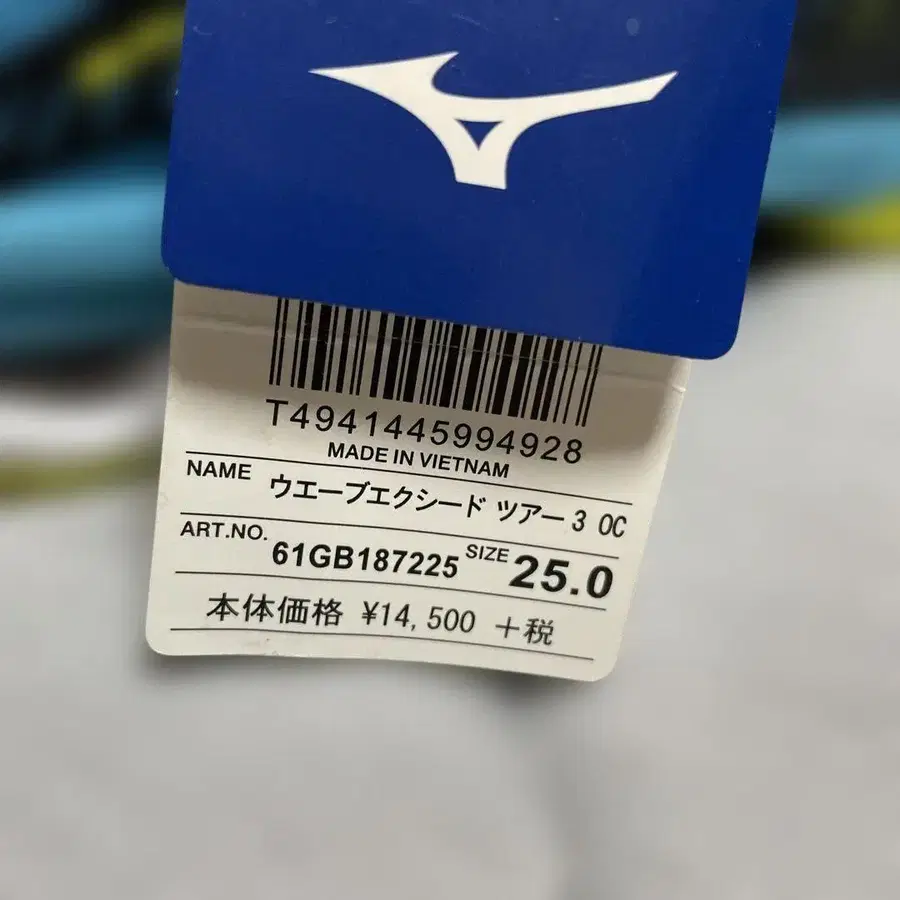 T4941445994928
MADE IN VIETNAM
NAME ウエーブエクシード ツアー3 OC
ART.NO. 61GB187225 SIZE 25.0
本体価格 ¥14,500 +税